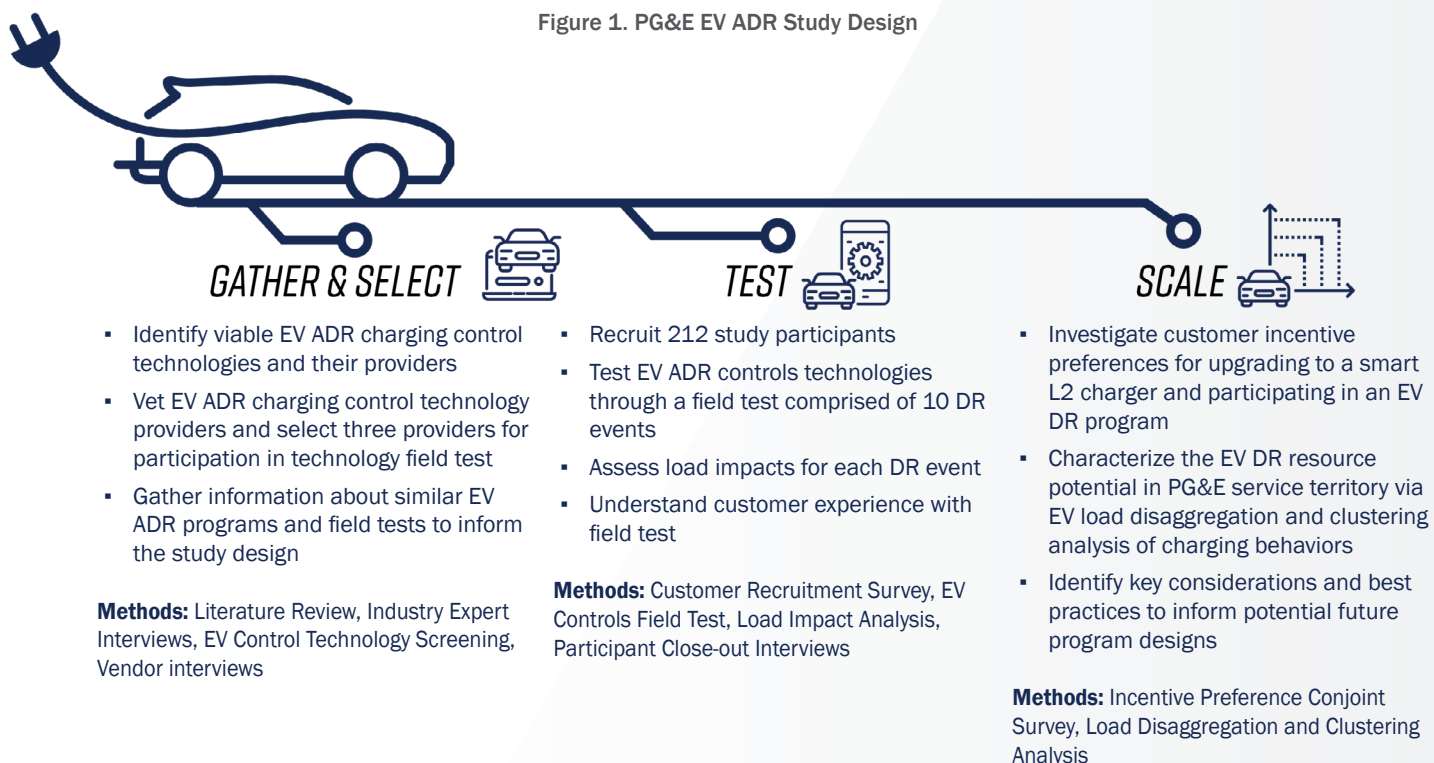 Figure 1. PG&E EV ADR Study Design
GATHER & SELECT
▪ Identify viable EV ADR charging control
technologies and their providers
▪ Vet EV ADR charging control technology
providers and select three providers for
participation in technology field test
▪ Gather information about similar EV
ADR programs and field tests to inform
the study design
Methods: Literature Review, Industry Expert
Interviews, EV Control Technology Screening,
Vendor interviews
TEST
▪ Recruit 212 study participants
▪ Test EV ADR controls technologies
through a field test comprised of 10 DR
events
▪ Assess load impacts for each DR event
▪ Understand customer experience with
field test
Methods: Customer Recruitment Survey, EV
Controls Field Test, Load Impact Analysis,
Participant Close-out Interviews
SCALE
▪ Investigate customer incentive
preferences for upgrading to a smart
L2 charger and participating in an EV
DR program
▪ Characterize the EV DR resource
potential in PG&E service territory via
EV load disaggregation and clustering
analysis of charging behaviors
▪ Identify key considerations and best
practices to inform potential future
program designs
Methods: Incentive Preference Conjoint
Survey, Load Disaggregation and Clustering
Analysis